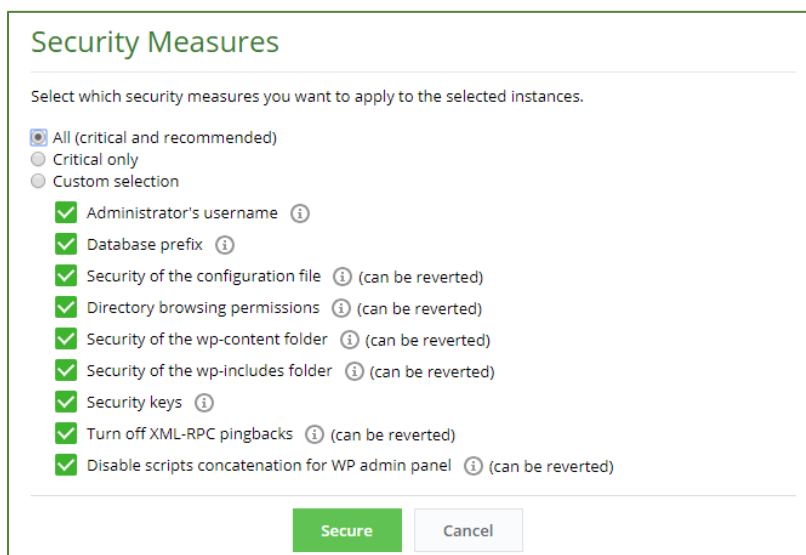 Security Measures
Select which security measures you want to apply to the selected instances.
All (critical and recommended)
Critical only
Custom selection
Administrator's username
Database prefix
Security of the configuration file (can be reverted)
Directory browsing permissions (can be reverted)
Security of the wp-content folder (can be reverted)
Security of the wp-includes folder (can be reverted)
Security keys
Turn off XML-RPC pingbacks (can be reverted)
Disable scripts concatenation for WP admin panel (can be reverted)
Secure Cancel